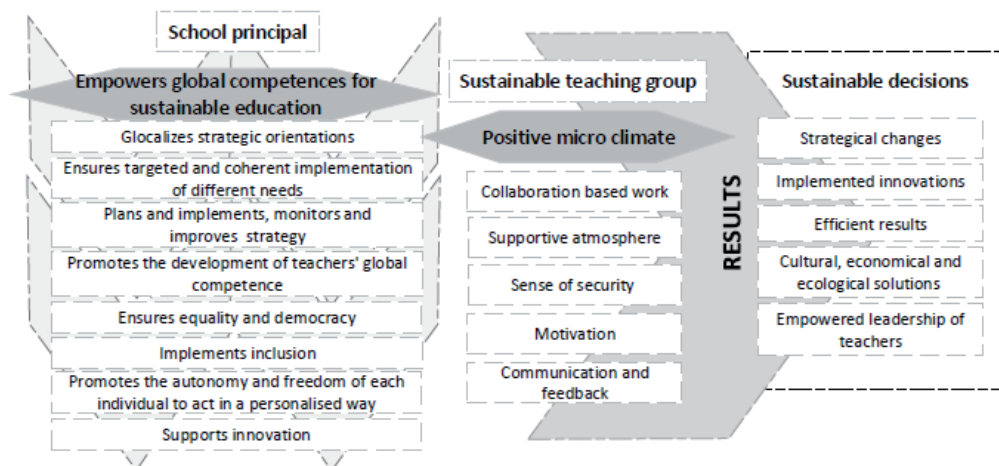 School principal
Empowers global competences for
sustainable education
Glocalizes strategic orientations
Ensures targeted and coherent implementation
of different needs
Plans and implements, monitors and
improves strategy
Promotes the development of teachers' global
competence
Ensures equality and democracy
Implements inclusion
Promotes the autonomy and freedom of each
individual to act in a personalised way
Supports innovation
Sustainable teaching group
Positive micro climate
Collaboration based work
Supportive atmosphere
Sense of security
Motivation
Communication and
feedback
RESULTS
Sustainable decisions
Strategical changes
Implemented innovations
Efficient results
Cultural, economical and
ecological solutions
Empowered leadership of
teachers